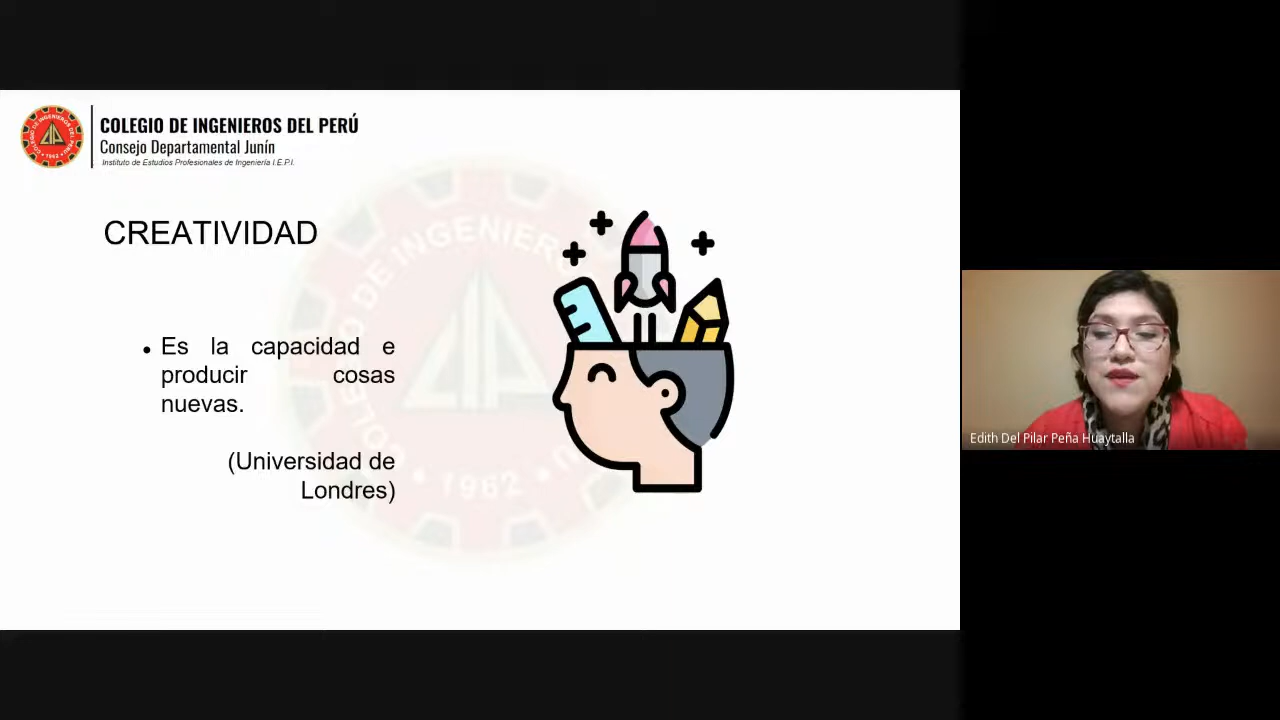 COLEGIO DE INGENIEROS DEL PERÚ
Consejo Departamental Junín
Instituto de Estudios Profesionales de Ingeniería I.E.P.I.
CREATIVIDAD
• Es la capacidad e
producir cosas
nuevas.
(Universidad de
Londres)
1962
Edith Del Pilar Peña Huaytalla